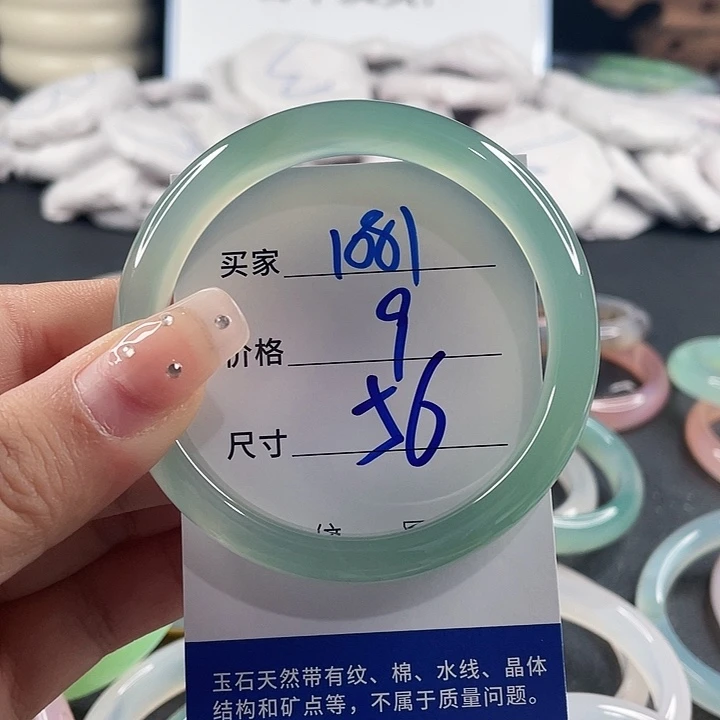 买家 1081
价格 9
尺寸 56
玉石天然带有纹、棉、水线、晶体
结构和矿点等，不属于质量问题。